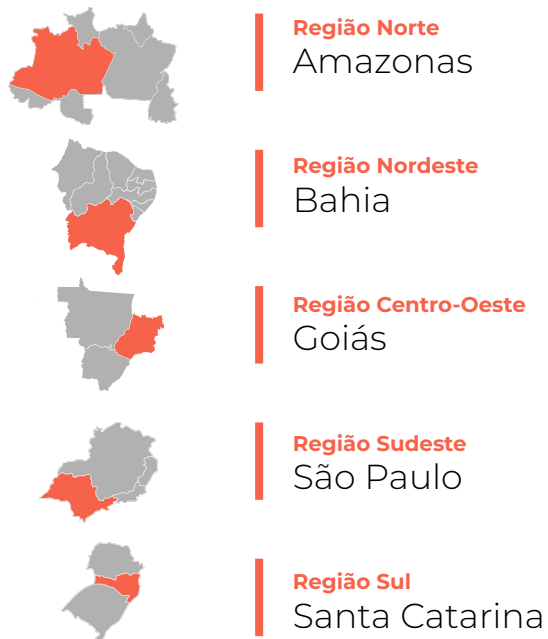 Região Norte
Amazonas
Região Nordeste
Bahia
Região Centro-Oeste
Goiás
Região Sudeste
São Paulo
Região Sul
Santa Catarina